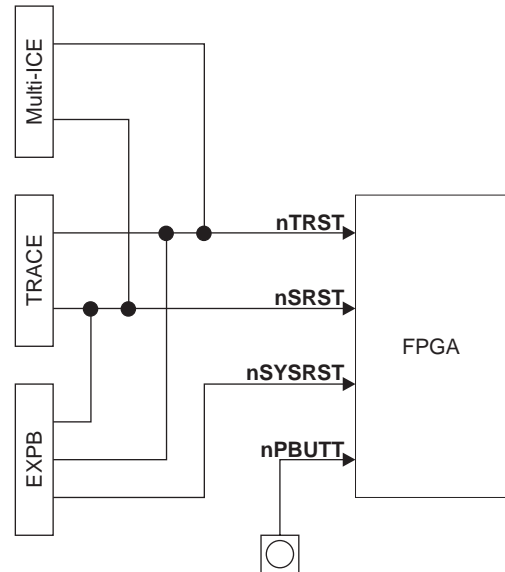 Multi-ICE
TRACE
EXPB
nTRST
nSRST
nSYSRST
nPBUTT
FPGA